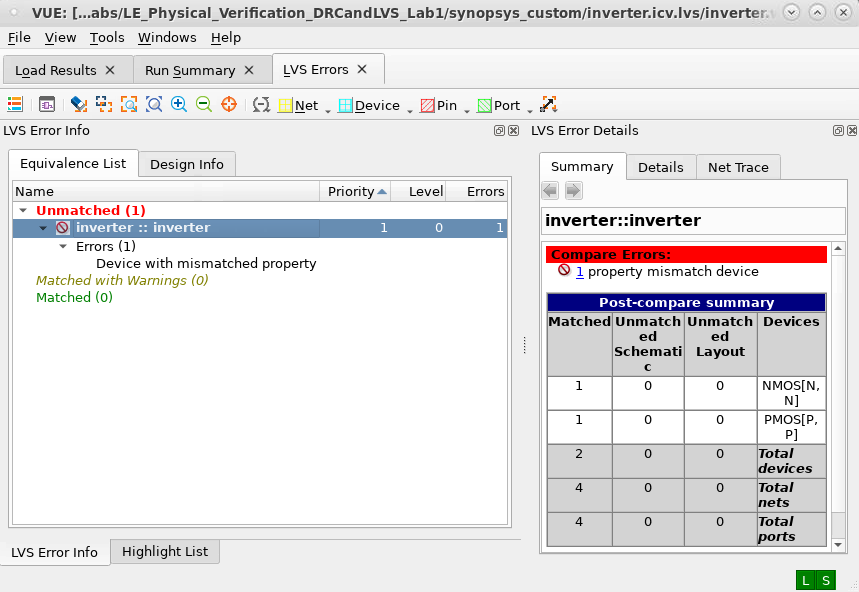 VUE: [...abs/LE_Physical_Verification_DRCandLVS_Lab1/synopsys_custom/inverter.icv.lvs/inverter.
File View Tools Windows Help
Load Results Run Summary LVS Errors
Net Device Pin Port
LVS Error Info
Equivalence List Design Info
Name Priority Level Errors
Unmatched (1)
inverter :: inverter 1 0 1
Errors (1)
Device with mismatched property
Matched with Warnings (0)
Matched (0)
LVS Error Info Highlight List
LVS Error Details
Summary Details Net Trace
inverter::inverter
Compare Errors:
1 property mismatch device
Post-compare summary
Matched Unmatch Unmatch Devices
ed ed
Schemati Layout
c
1 0 0 NMOS[N,
N]
1 0 0 PMOS[P,
P]
2 0 0 Total
devices
4 0 0 Total
nets
4 0 0 Total
ports
L S